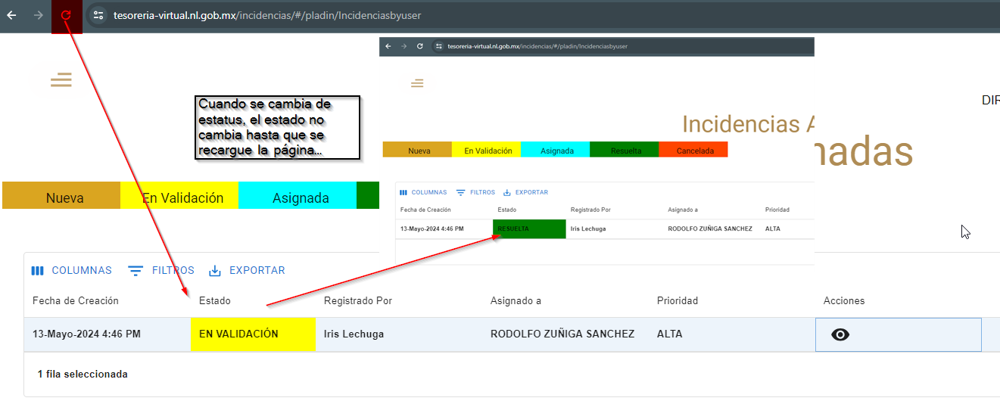 tesoreria-virtual.nl.gob.mx/incidencias/#/pladin/Incidenciasbyuser
tesoreria-virtual.nl.gob.mx/incidencias/#/pladin/Incidenciasbyuser
Cuando se cambia de
estatus, el estado no
cambia hasta que se
recargue la página...
DIR
Incidencias A
nadas
Nueva En Validación Asignada Resuelta Cancelada
Nueva En Validación Asignada
COLUMNAS FILTROS EXPORTAR
Fecha de Creación Estado Registrado Por Asignado a Prioridad
13-Mayo-2024 4:46 PM RESUELTA Iris Lechuga RODOLFO ZUÑIGA SANCHEZ ALTA
COLUMNAS FILTROS EXPORTAR
Fecha de Creación Estado Registrado Por Asignado a Prioridad Acciones
13-Mayo-2024 4:46 PM EN VALIDACIÓN Iris Lechuga RODOLFO ZUÑIGA SANCHEZ ALTA
1 fila seleccionada